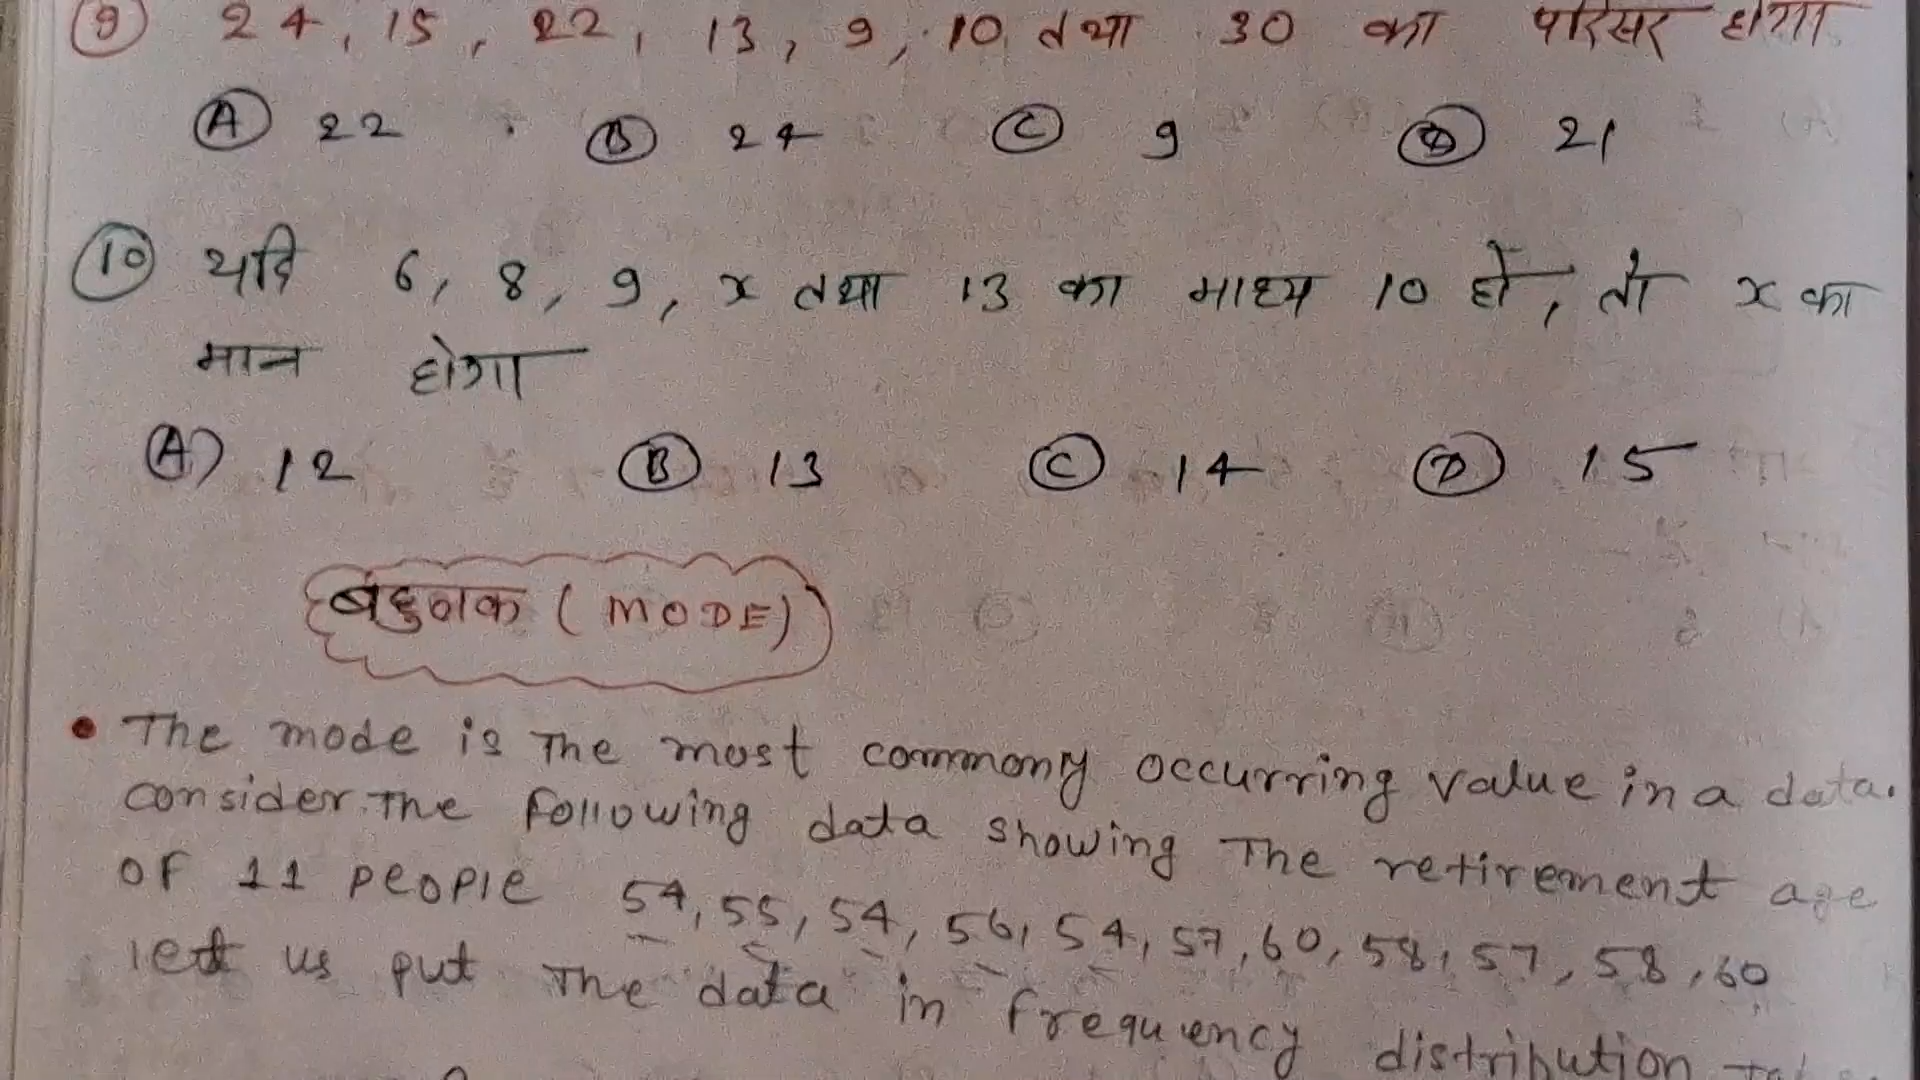 9 24, 15, 22, 13, 9, 10, तथा 30 का परिसर होगा
A 22 B 24 C 9 D 21
10 यदि 6, 8, 9, x तथा 13 का माध्य 10 हो, तो x का
मान होगा
A 12 B 13 C 14 D 15
बहुलक (MODE)
• The mode is The most commony occurring value in a data.
consider The Following data showing The retirement age
of 11 people 54, 55, 54, 56, 54, 57, 60, 58, 57, 58, 60
let us put The data in frequency distribution